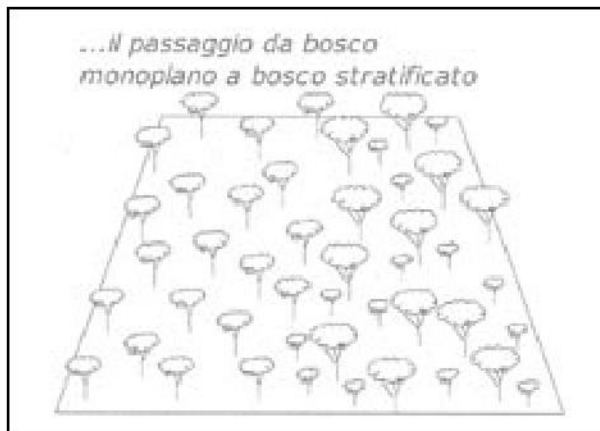 ...il passaggio da bosco
monoplano a bosco stratificato